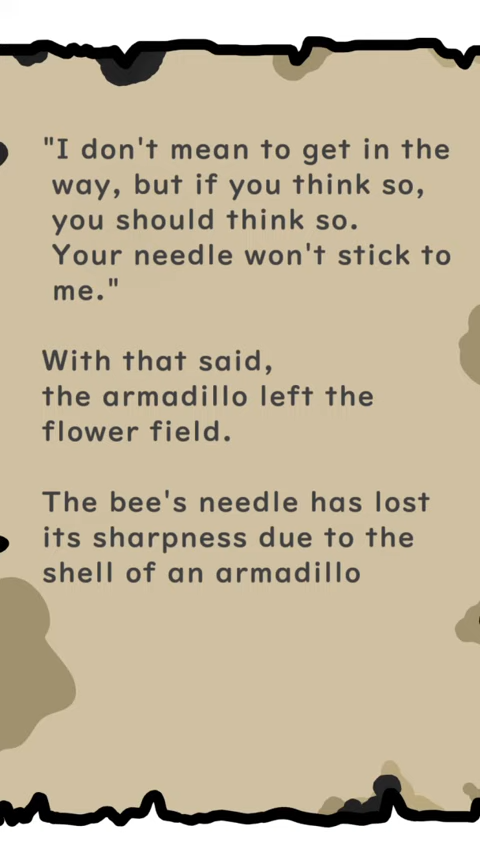 "I don't mean to get in the
way, but if you think so,
you should think so.
Your needle won't stick to
me."
With that said,
the armadillo left the
flower field.
The bee's needle has lost
its sharpness due to the
shell of an armadillo